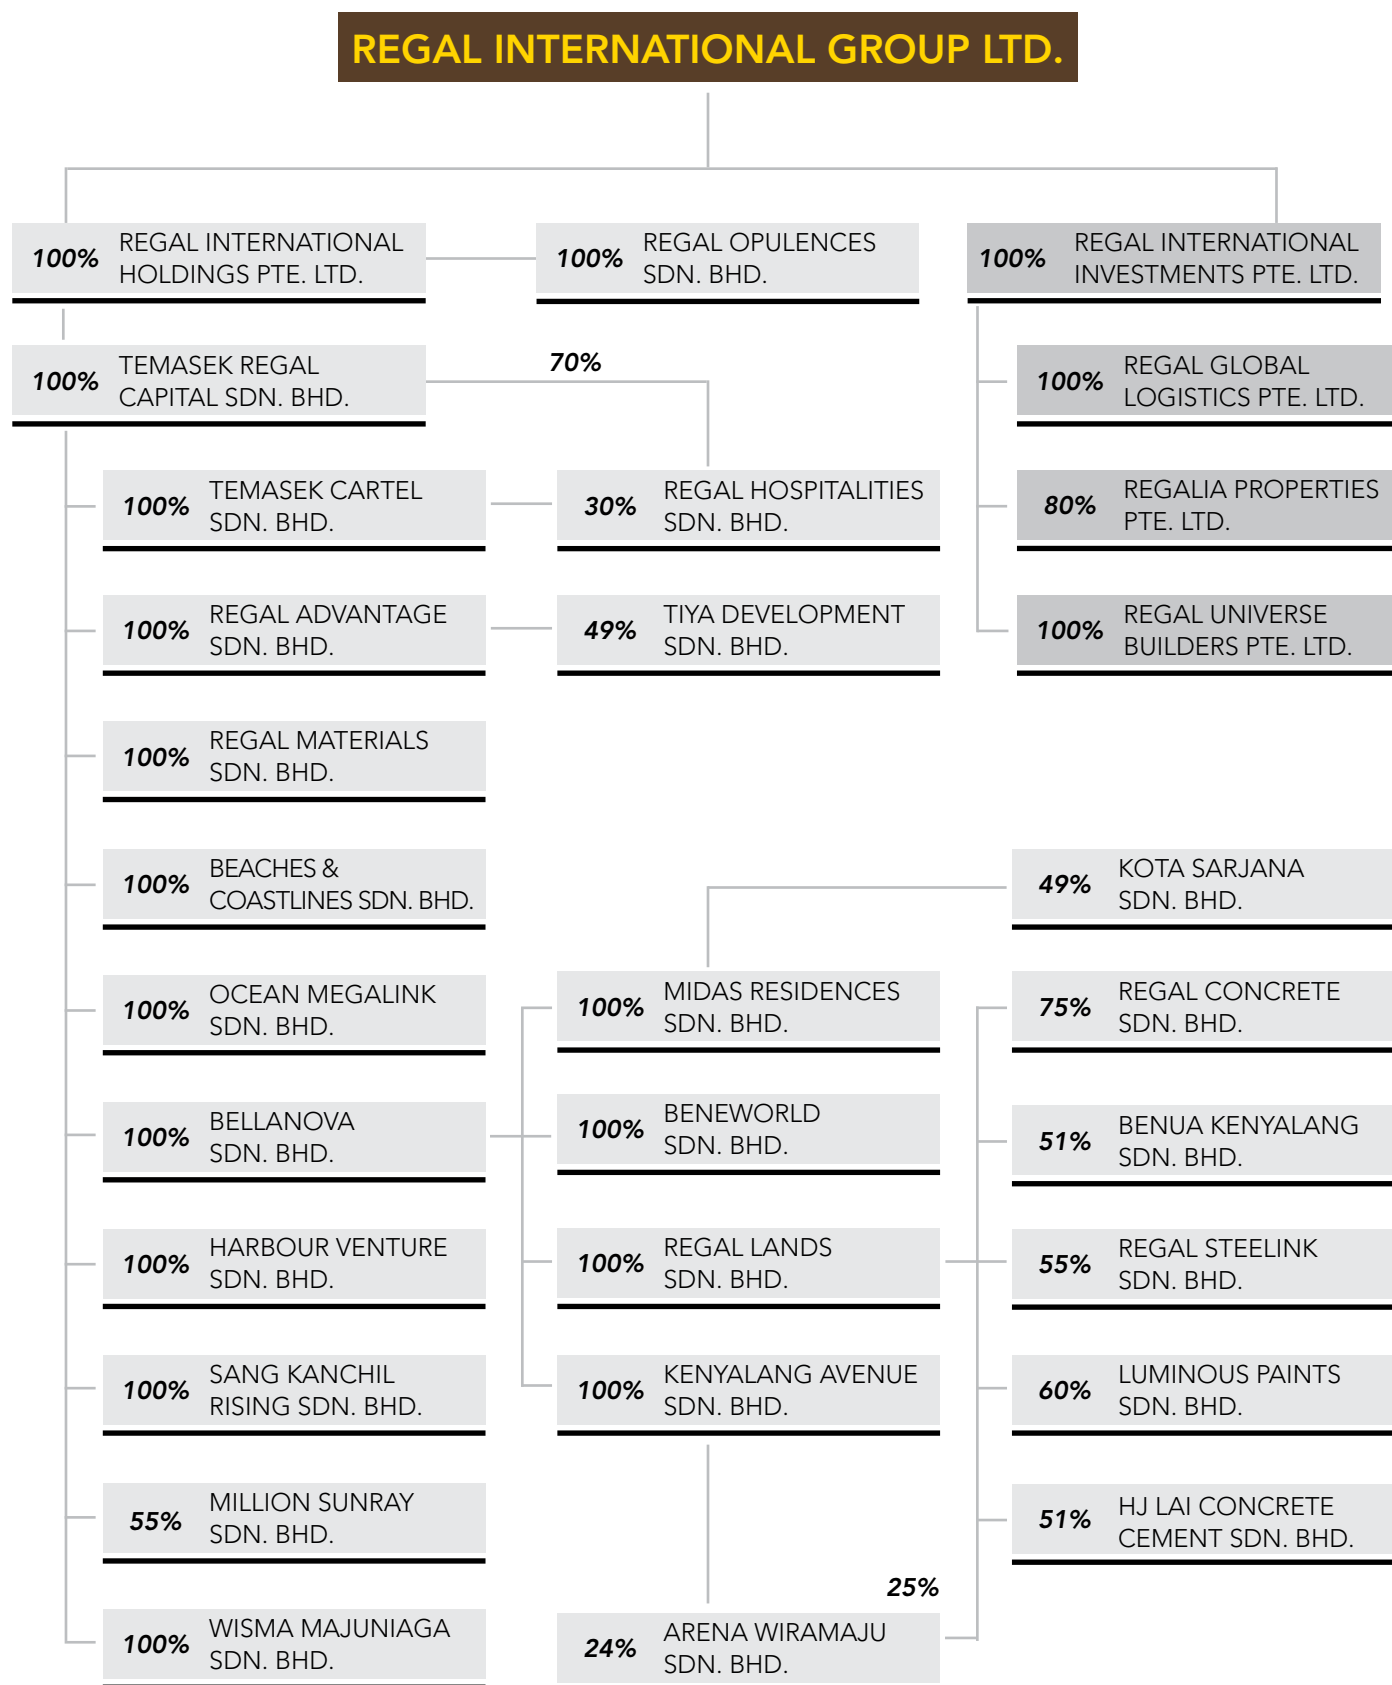 REGAL INTERNATIONAL GROUP LTD.
100%
REGAL INTERNATIONAL
HOLDINGS PTE. LTD.
100%
REGAL OPULENCES
SDN. BHD.
100%
REGAL INTERNATIONAL
INVESTMENTS PTE. LTD.
100%
TEMASEK REGAL
CAPITAL SDN. BHD.
70%
100%
REGAL GLOBAL
LOGISTICS PTE. LTD.
100%
TEMASEK CARTEL
SDN. BHD.
30%
REGAL HOSPITALITIES
SDN. BHD.
80%
REGALIA PROPERTIES
PTE. LTD.
100%
REGAL ADVANTAGE
SDN. BHD.
49%
TIYA DEVELOPMENT
SDN. BHD.
100%
REGAL UNIVERSE
BUILDERS PTE. LTD.
100%
REGAL MATERIALS
SDN. BHD.
100%
BEACHES &
COASTLINES SDN. BHD.
49%
KOTA SARJANA
SDN. BHD.
100%
OCEAN MEGALINK
SDN. BHD.
100%
MIDAS RESIDENCES
SDN. BHD.
75%
REGAL CONCRETE
SDN. BHD.
100%
BELLANOVA
SDN. BHD.
100%
BENEWORLD
SDN. BHD.
51%
BENUA KENYALANG
SDN. BHD.
100%
HARBOUR VENTURE
SDN. BHD.
100%
REGAL LANDS
SDN. BHD.
55%
REGAL STEELINK
SDN. BHD.
100%
SANG KANCHIL
RISING SDN. BHD.
100%
KENYALANG AVENUE
SDN. BHD.
60%
LUMINOUS PAINTS
SDN. BHD.
55%
MILLION SUNRAY
SDN. BHD.
51%
HJ LAI CONCRETE
CEMENT SDN. BHD.
25%
100%
WISMA MAJUNIAGA
SDN. BHD.
24%
ARENA WIRAMAJU
SDN. BHD.